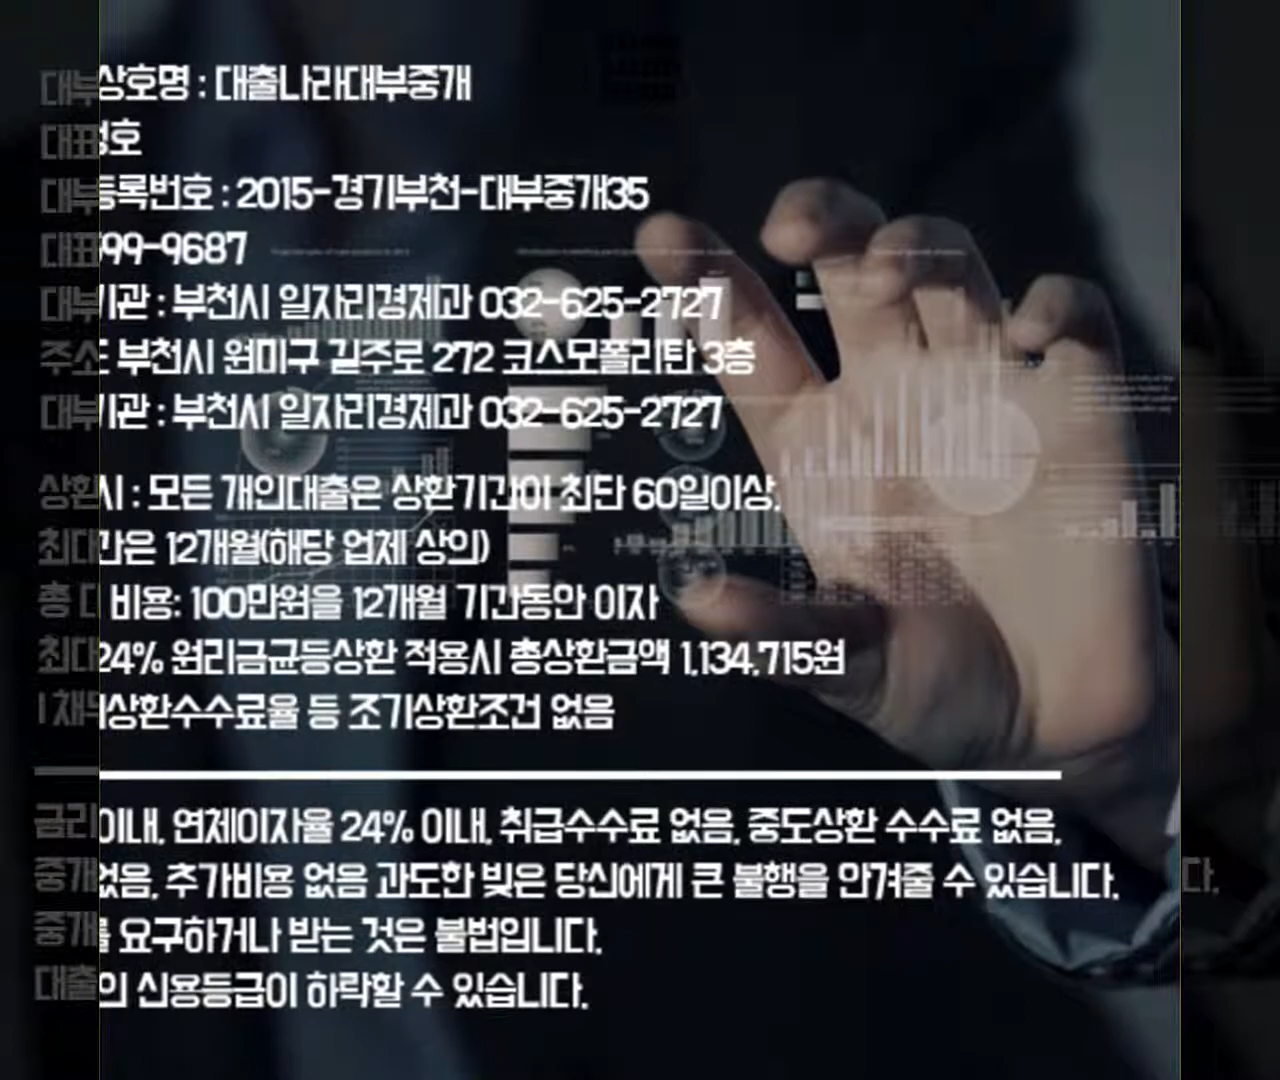 상호명 : 대출나라대부중개
호
등록번호 : 2015-경기부천-대부중개35
99-9687
기관 : 부천시 일자리경제과 032-625-2727
부천시 원미구 길주로 272 코스모폴리탄 3층
기관 : 부천시 일자리경제과 032-625-2727
시 : 모든 개인대출은 상환기간이 최단 60일이상,
간은 12개월(해당 업체 상의)
비용: 100만원을 12개월 기간동안 이자
24% 원리금균등상환 적용시 총상환금액 1,134,715원
상환수수료율 등 조기상환조건 없음
금리 이내, 연체이자율 24% 이내, 취급수수료 없음, 중도상환 수수료 없음,
중개 없음, 추가비용 없음 과도한 빚은 당신에게 큰 불행을 안겨줄 수 있습니다.
중개 를 요구하거나 받는 것은 불법입니다.
대출 의 신용등급이 하락할 수 있습니다.